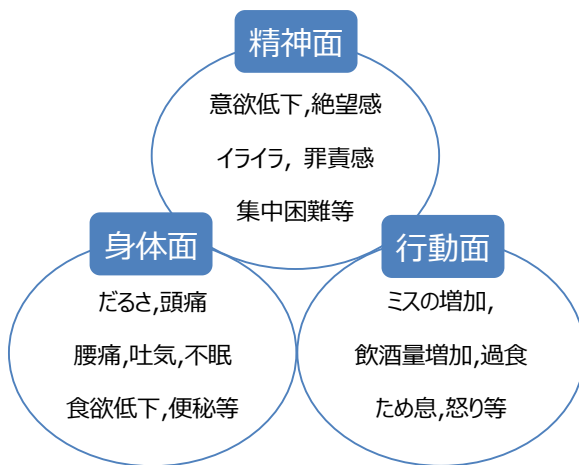 精神面
意欲低下,絶望感
イライラ, 罪責感
集中困難等
身体面
だるさ,頭痛
腰痛,吐気,不眠
食欲低下,便秘等
行動面
ミスの増加,
飲酒量増加,過食
ため息,怒り等